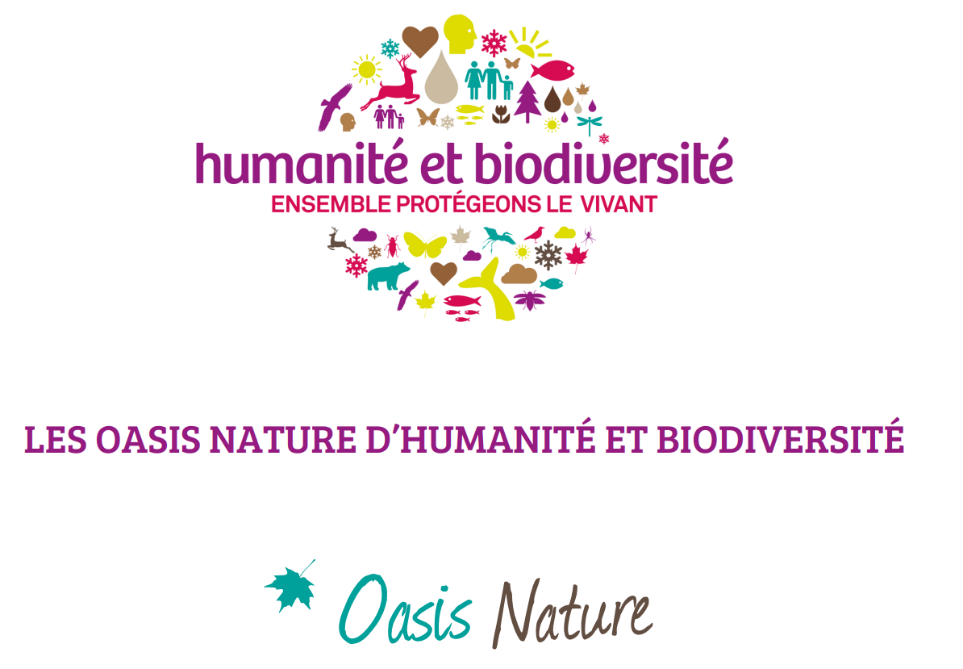 humanité et biodiversité
ENSEMBLE PROTÉGEONS LE VIVANT
LES OASIS NATURE D'HUMANITÉ ET BIODIVERSITÉ
Oasis Nature